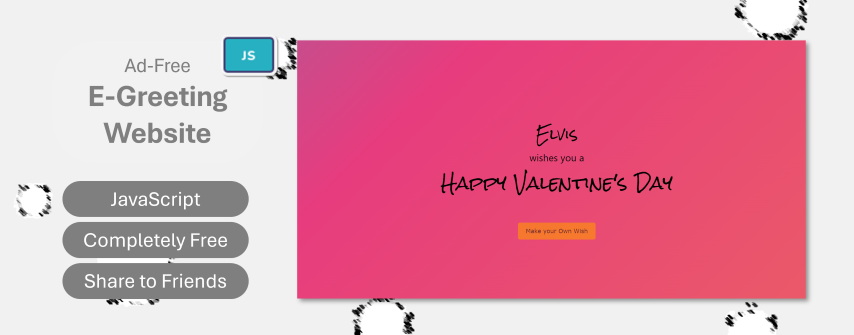 Ad-Free
E-Greeting
Website
JS
JavaScript
Completely Free
Share to Friends
Elvis
wishes you a
Happy Valentine's Day
Make your Own Wish